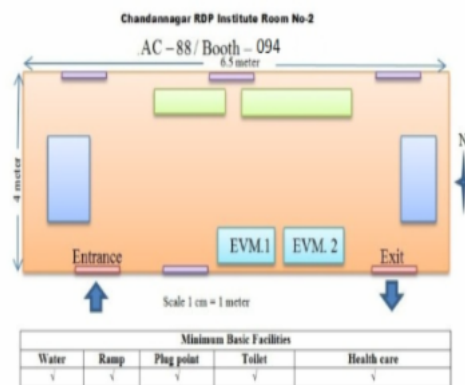 Chandannagar RDP Institute Room No-2
AC – 88 / Booth – 094
6.5 meter
4 meter
N
EVM.1 EVM. 2
Entrance Exit
Scale 1 cm = 1 meter
Minimum Basic Facilities
Water Ramp Plug point Toilet Health care
√ √ √ √ √